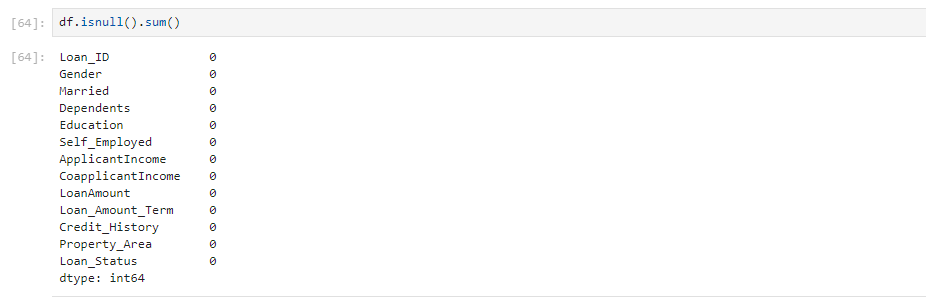 [64]: df.isnull().sum()
[64]: Loan_ID 0
Gender 0
Married 0
Dependents 0
Education 0
Self_Employed 0
ApplicantIncome 0
CoapplicantIncome 0
LoanAmount 0
Loan_Amount_Term 0
Credit_History 0
Property_Area 0
Loan_Status 0
dtype: int64